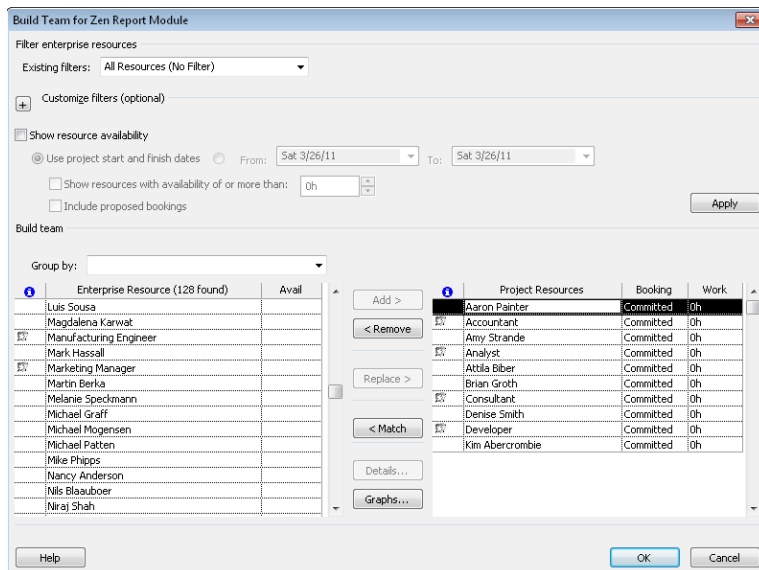 Build Team for Zen Report Module
Filter enterprise resources
Existing filters: All Resources (No Filter)
+ Customize filters (optional)
Show resource availability
Use project start and finish dates From: Sat 3/26/11 To: Sat 3/26/11
Show resources with availability of or more than: 0h
Include proposed bookings
Apply
Build team
Group by:
Enterprise Resource (128 found) Avail
Luis Sousa
Magdalena Karwat
Manufacturing Engineer
Mark Hassall
Marketing Manager
Martin Berka
Melanie Speckmann
Michael Graff
Michael Mogensen
Michael Patten
Mike Phipps
Nancy Anderson
Nils Blaauboer
Niraj Shah
Add >
< Remove
Replace >
< Match
Details...
Graphs...
Project Resources Booking Work
Aaron Painter Committed 0h
Accountant Committed 0h
Amy Strande Committed 0h
Analyst Committed 0h
Attila Biber Committed 0h
Brian Groth Committed 0h
Consultant Committed 0h
Denise Smith Committed 0h
Developer Committed 0h
Kim Abercrombie Committed 0h
Help
OK
Cancel